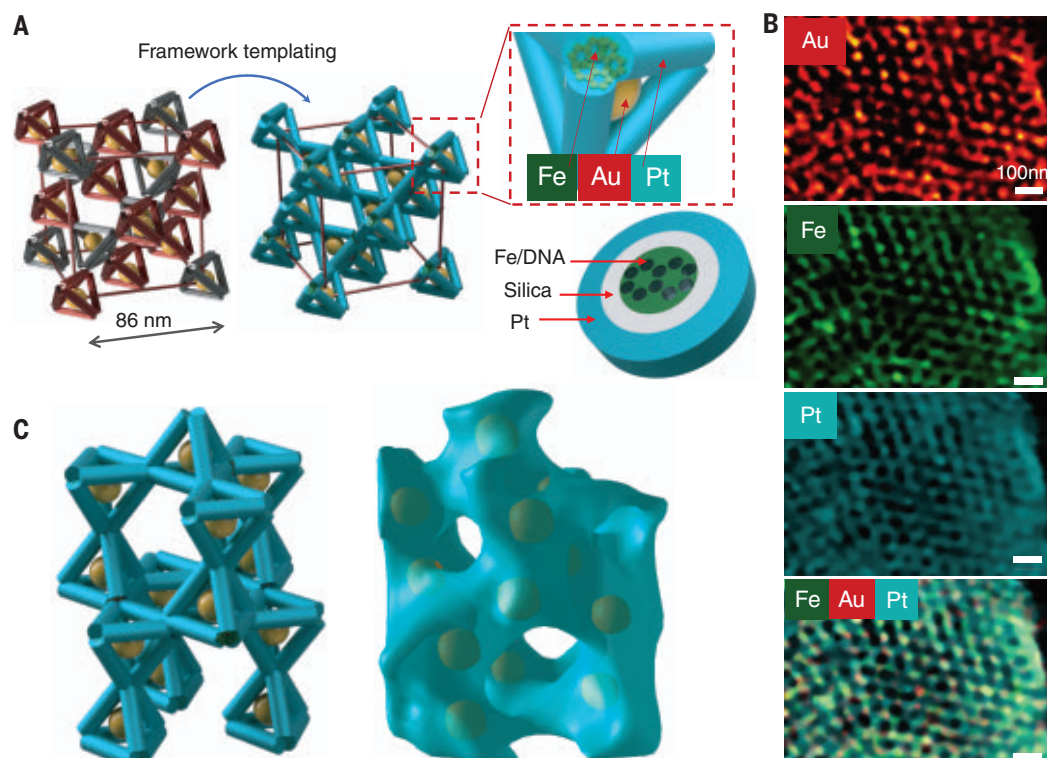 A
Framework templating
86 nm
Fe Au Pt
Fe/DNA
Silica
Pt
B
Au
100nm
Fe
Pt
Fe Au Pt
C